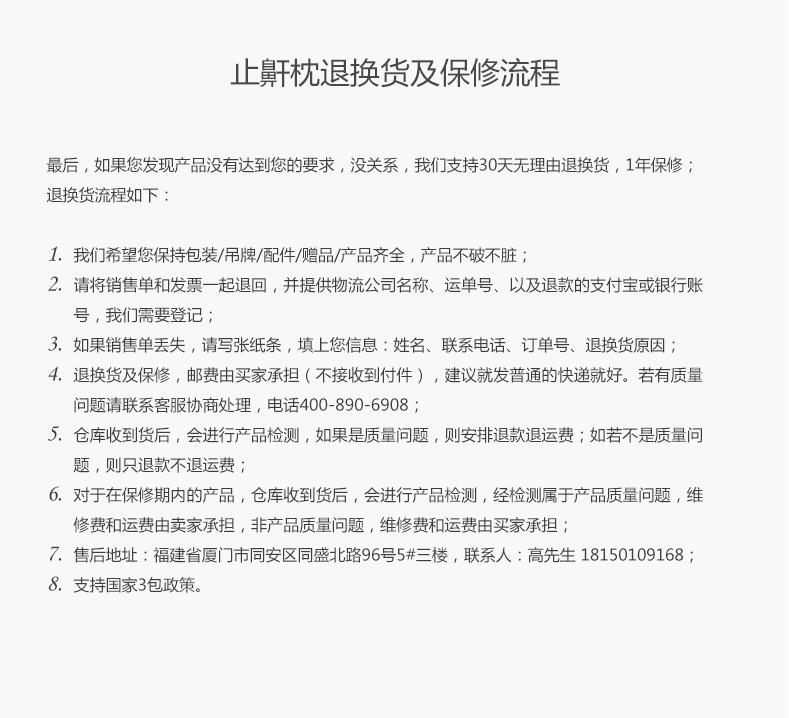 止鼾枕退换货及保修流程
最后，如果您发现产品没有达到您的要求，没关系，我们支持30天无理由退换货，1年保修；
退换货流程如下：
1. 我们希望您保持包装/吊牌/配件/赠品/产品齐全，产品不破不脏；
2. 请将销售单和发票一起退回，并提供物流公司名称、运单号、以及退款的支付宝或银行账
号，我们需要登记；
3. 如果销售单丢失，请写张纸条，填上您信息：姓名、联系电话、订单号、退换货原因；
4. 退换货及保修，邮费由买家承担（不接收到付件），建议就发普通的快递就好。若有质量
问题请联系客服协商处理，电话400-890-6908；
5. 仓库收到货后，会进行产品检测，如果是质量问题，则安排退款退运费；如若不是质量问
题，则只退款不退运费；
6. 对于在保修期内的产品，仓库收到货后，会进行产品检测，经检测属于产品质量问题，维
修费和运费由卖家承担，非产品质量问题，维修费和运费由买家承担；
7. 售后地址：福建省厦门市同安区同盛北路96号5#三楼，联系人：高先生 18150109168；
8. 支持国家3包政策。